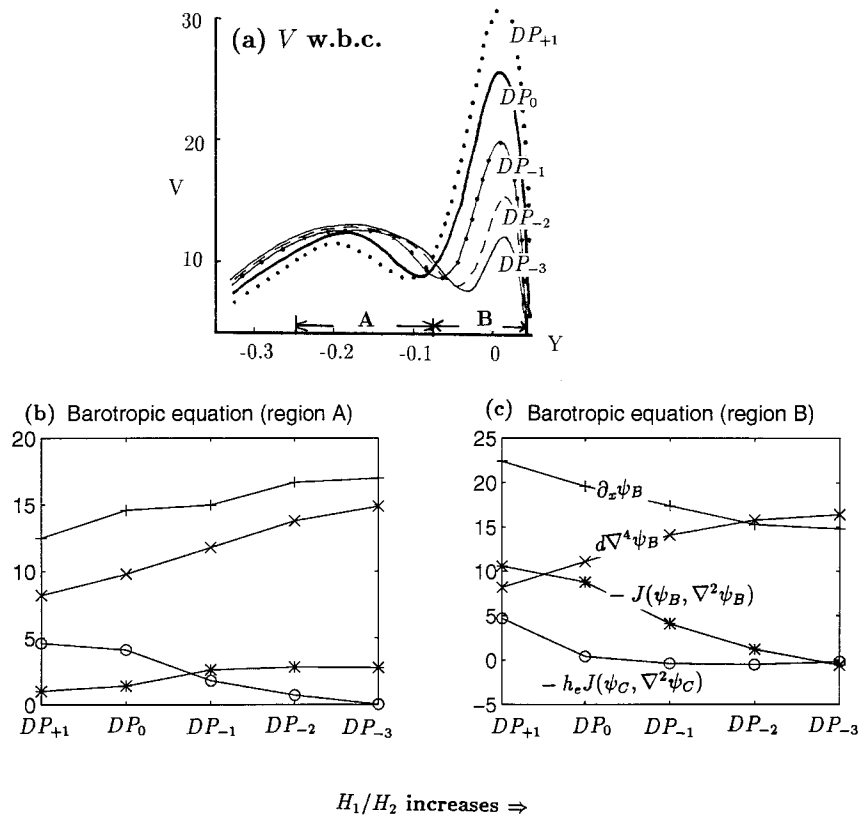 (a) V w.b.c.
30
20
10
V
DP+1
DP0
DP−1
DP−2
DP−3
A
B
-0.3
-0.2
-0.1
0
Y
(b) Barotropic equation (region A)
20
15
10
5
0
DP+1
DP0
DP−1
DP−2
DP−3
(c) Barotropic equation (region B)
25
20
15
10
5
0
−5
∂xψB
d∇⁴ψB
− J(ψB, ∇²ψB)
− heJ(ψC, ∇²ψC)
DP+1
DP0
DP−1
DP−2
DP−3
H1/H2 increases ⇒